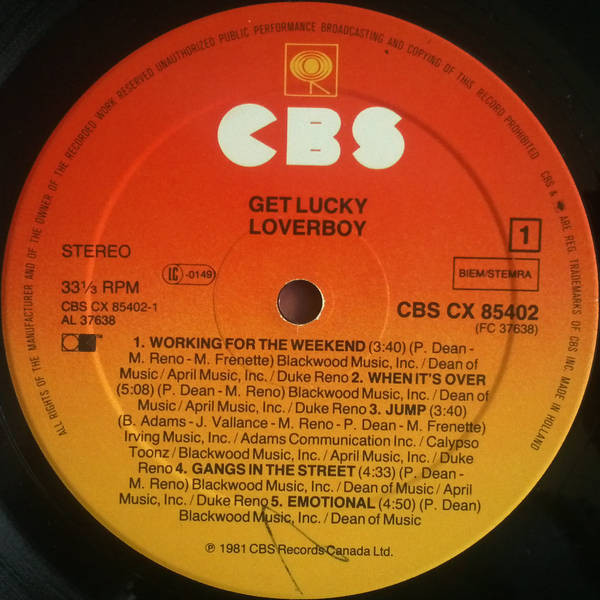 ALL RIGHTS OF THE MANUFACTURER AND OF THE OWNER OF THE RECORDED WORK RESERVED UNAUTHORIZED PUBLIC PERFORMANCE BROADCASTING AND COPYING OF THIS RECORD PROHIBITED CBS & ARE REG. TRADEMARKS OF CBS INC. MADE IN HOLLAND
CBS
GET LUCKY
LOVERBOY
STEREO
1
LC -0149
BIEM/STEMRA
33 1/3 RPM
CBS CX 85402-1
AL 37638
CBS CX 85402
(FC 37638)
1. WORKING FOR THE WEEKEND (3:40) (P. Dean -
M. Reno - M. Frenette) Blackwood Music, Inc. / Dean of
Music / April Music, Inc. / Duke Reno 2. WHEN IT'S OVER
(5:08) (P. Dean - M. Reno) Blackwood Music, Inc. / Dean of
Music / April Music, Inc. / Duke Reno 3. JUMP (3:40)
(B. Adams - J. Vallance - M. Reno - P. Dean - M. Frenette)
Irving Music, Inc. / Adams Communication Inc. / Calypso
Toonz / Blackwood Music, Inc. / April Music, Inc. / Duke
Reno 4. GANGS IN THE STREET (4:33) (P. Dean -
M. Reno) Blackwood Music, Inc. / Dean of Music / April
Music, Inc. / Duke Reno 5. EMOTIONAL (4:50) (P. Dean)
Blackwood Music, Inc. / Dean of Music
℗ 1981 CBS Records Canada Ltd.